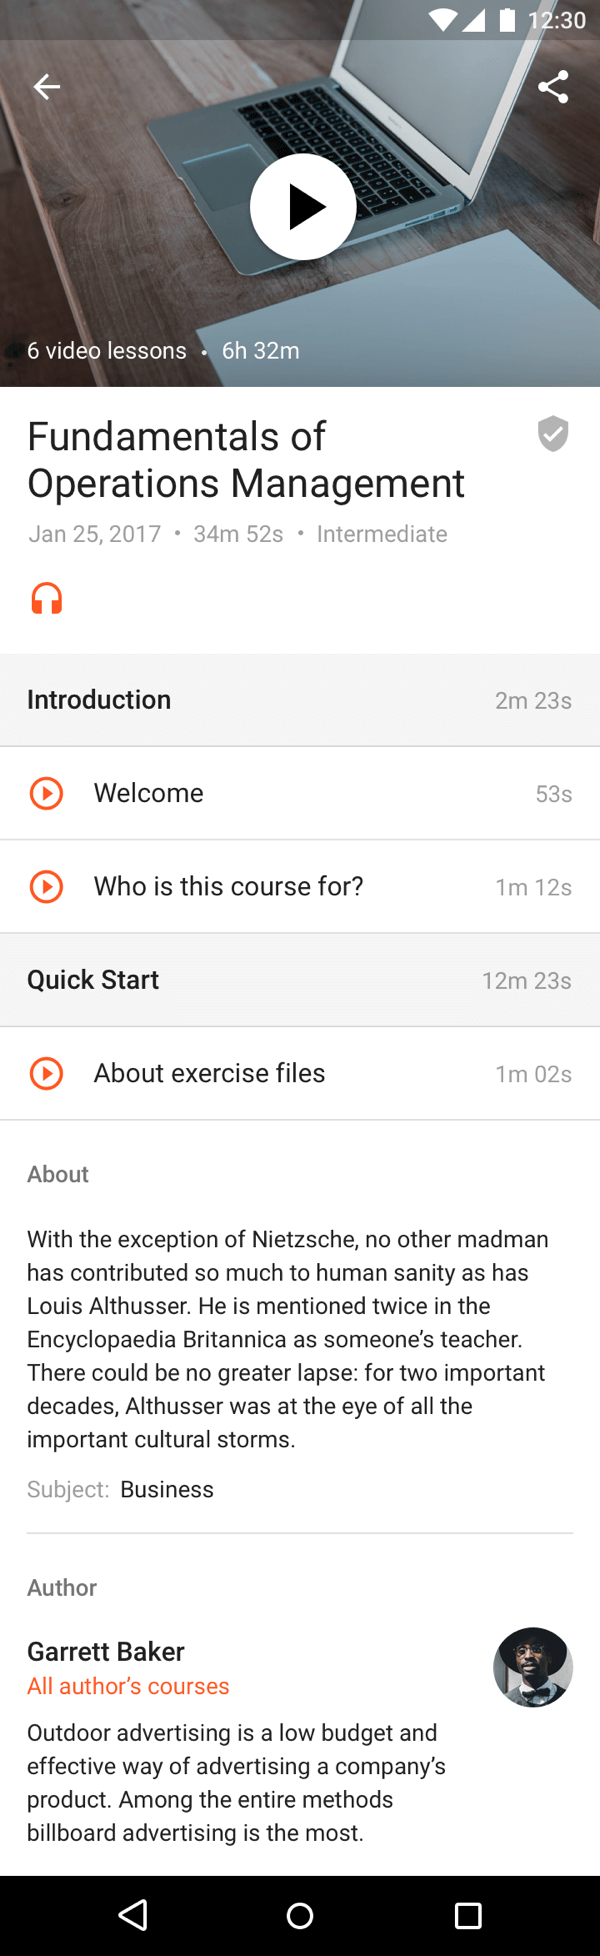 12:30
6 video lessons • 6h 32m
Fundamentals of
Operations Management
Jan 25, 2017 • 34m 52s • Intermediate
Introduction 2m 23s
Welcome 53s
Who is this course for? 1m 12s
Quick Start 12m 23s
About exercise files 1m 02s
About
With the exception of Nietzsche, no other madman
has contributed so much to human sanity as has
Louis Althusser. He is mentioned twice in the
Encyclopaedia Britannica as someone’s teacher.
There could be no greater lapse: for two important
decades, Althusser was at the eye of all the
important cultural storms.
Subject: Business
Author
Garrett Baker
All author’s courses
Outdoor advertising is a low budget and
effective way of advertising a company’s
product. Among the entire methods
billboard advertising is the most.